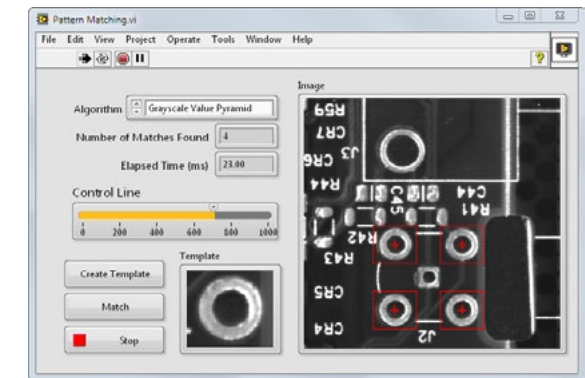 Pattern Matching.vi
File Edit View Project Operate Tools Window Help
Algorithm Grayscale Value Pyramid
Number of Matches Found 4
Elapsed Time (ms) 23.00
Control Line
0 200 400 600 800 1000
Create Template
Match
Stop
Template
Image
R59
CR7
J3
CR6
R44
C45
C44
R41
R42
R43
CR5
CR4
J2